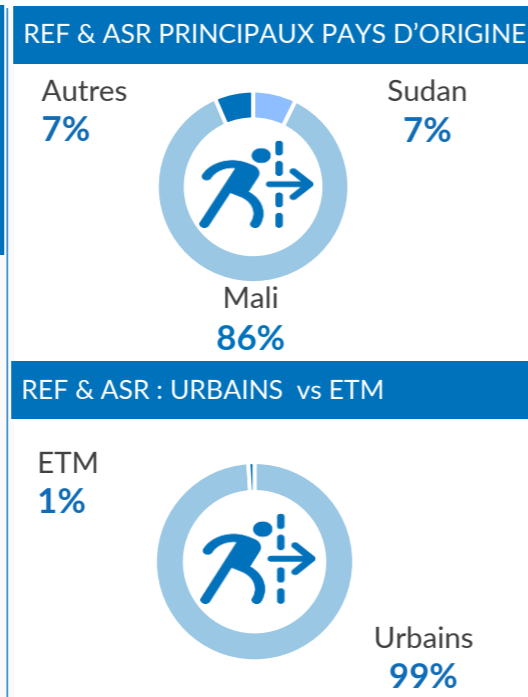 REF & ASR PRINCIPAUX PAYS D’ORIGINE
Autres
7%
Sudan
7%
Mali
86%
REF & ASR : URBAINS vs ETM
ETM
1%
Urbains
99%